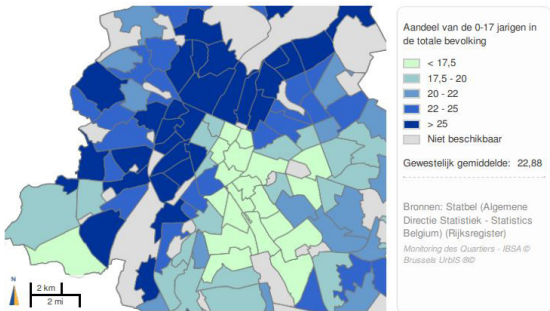 Aandeel van de 0-17 jarigen in
de totale bevolking
< 17,5
17,5 - 20
20 - 22
22 - 25
> 25
Niet beschikbaar
Gewestelijk gemiddelde: 22,88
Bronnen: Statbel (Algemene
Directie Statistiek - Statistics
Belgium) (Rijksregister)
Monitoring des Quartiers - IBSA ©
Brussels UrbIS ®©
N
2 km
2 mi